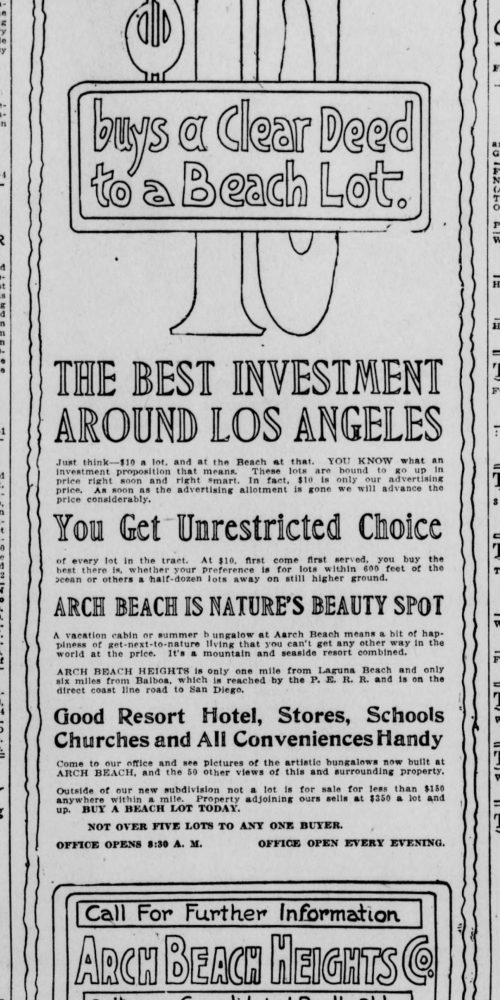 buys a Clear Deed
to a Beach Lot.
THE BEST INVESTMENT
AROUND LOS ANGELES
Just think—$10 a lot, and at the Beach at that. YOU KNOW what an
investment proposition that means. These lots are bound to go up in
price right soon and right smart. In fact, $10 is only our advertising
price. As soon as the advertising allotment is gone we will advance the
price considerably.
You Get Unrestricted Choice
of every lot in the tract. At $10, first come first served, you buy the
best there is, whether your preference is for lots within 600 feet of the
ocean or others a half-dozen lots away on still higher ground.
ARCH BEACH IS NATURE'S BEAUTY SPOT
A vacation cabin or summer b ungalow at Aarch Beach means a bit of hap-
piness of get-next-to-nature living that you can't get any other way in the
world at the price. It's a mountain and seaside resort combined.
ARCH BEACH HEIGHTS is only one mile from Laguna Beach and only
six miles from Balboa, which is reached by the P. E. R. R. and is on the
direct coast line road to San Diego.
Good Resort Hotel, Stores, Schools
Churches and All Conveniences Handy
Come to our office and see pictures of the artistic bungalows now built at
ARCH BEACH, and the 50 other views of this and surrounding property.
Outside of our new subdivision not a lot is for sale for less than $150
anywhere within a mile. Property adjoining ours sells at $350 a lot and
up. BUY A BEACH LOT TODAY.
NOT OVER FIVE LOTS TO ANY ONE BUYER.
OFFICE OPENS 8:30 A. M. OFFICE OPEN EVERY EVENING.
Call For Further Information
ARCH BEACH HEIGHTS Co.